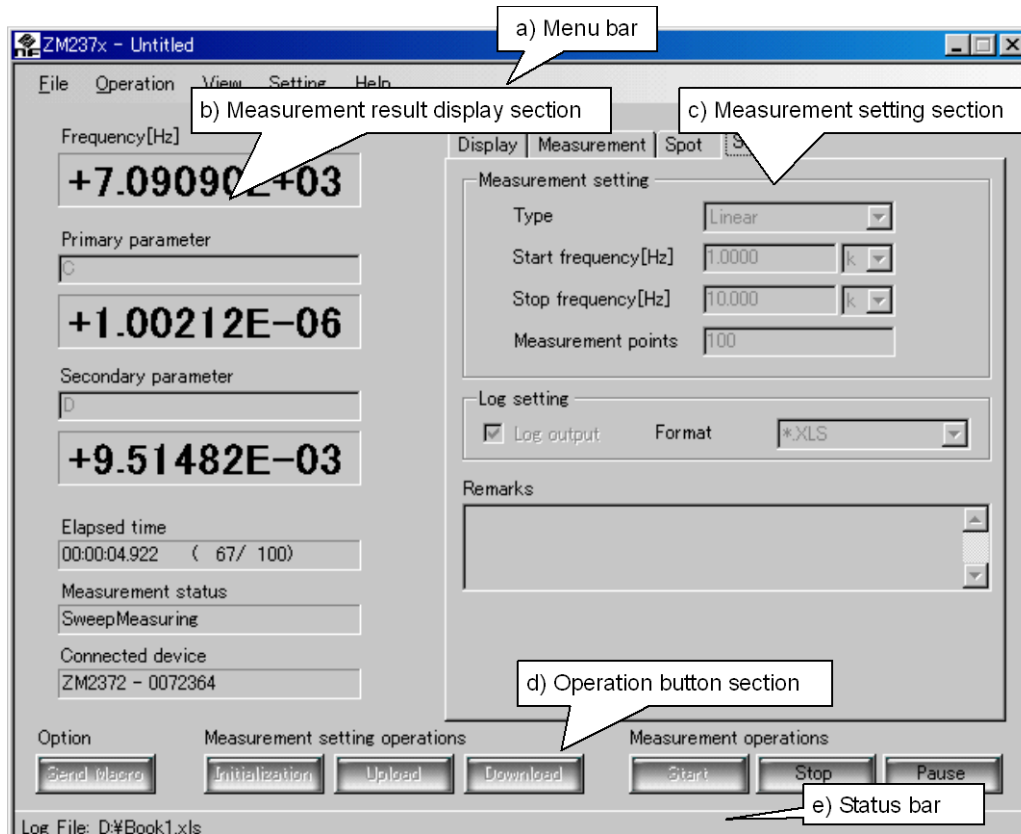 a) Menu bar
ZM237x - Untitled
File Operation View Setting Help
b) Measurement result display section
c) Measurement setting section
Frequency[Hz]
+7.09090E+03
Primary parameter
C
+1.00212E-06
Secondary parameter
D
+9.51482E-03
Elapsed time
00:00:04.922 ( 67/ 100)
Measurement status
SweepMeasuring
Connected device
ZM2372 - 0072364
Display Measurement Spot
Measurement setting
Type Linear
Start frequency[Hz] 1.0000 k
Stop frequency[Hz] 10.000 k
Measurement points 100
Log setting
Log output Format *.XLS
Remarks
d) Operation button section
Option Measurement setting operations Measurement operations
Send Macro Initialization Upload Download Start Stop Pause
e) Status bar
Log File: D:¥Book1.xls